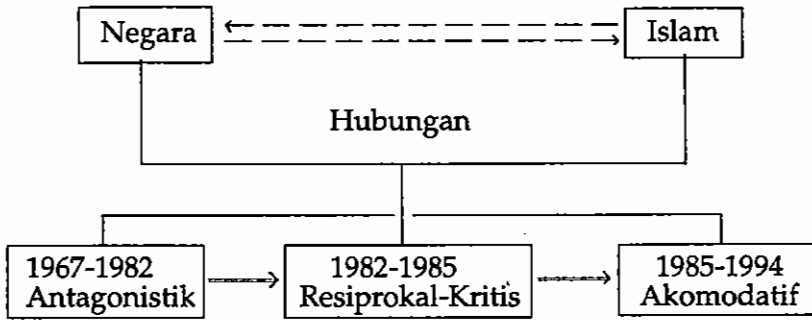 Negara
Islam
Hubungan
1967-1982
Antagonistik
1982-1985
Resiprokal-Kritis
1985-1994
Akomodatif